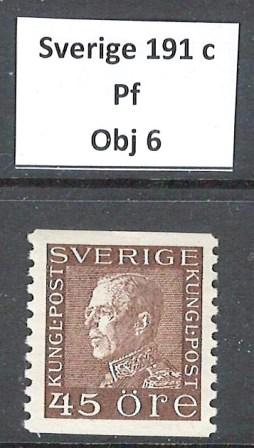 Sverige 191 c
Pf
Obj 6
SVERIGE
KUNGL·POST
KUNGL·POST
45 ÖRE